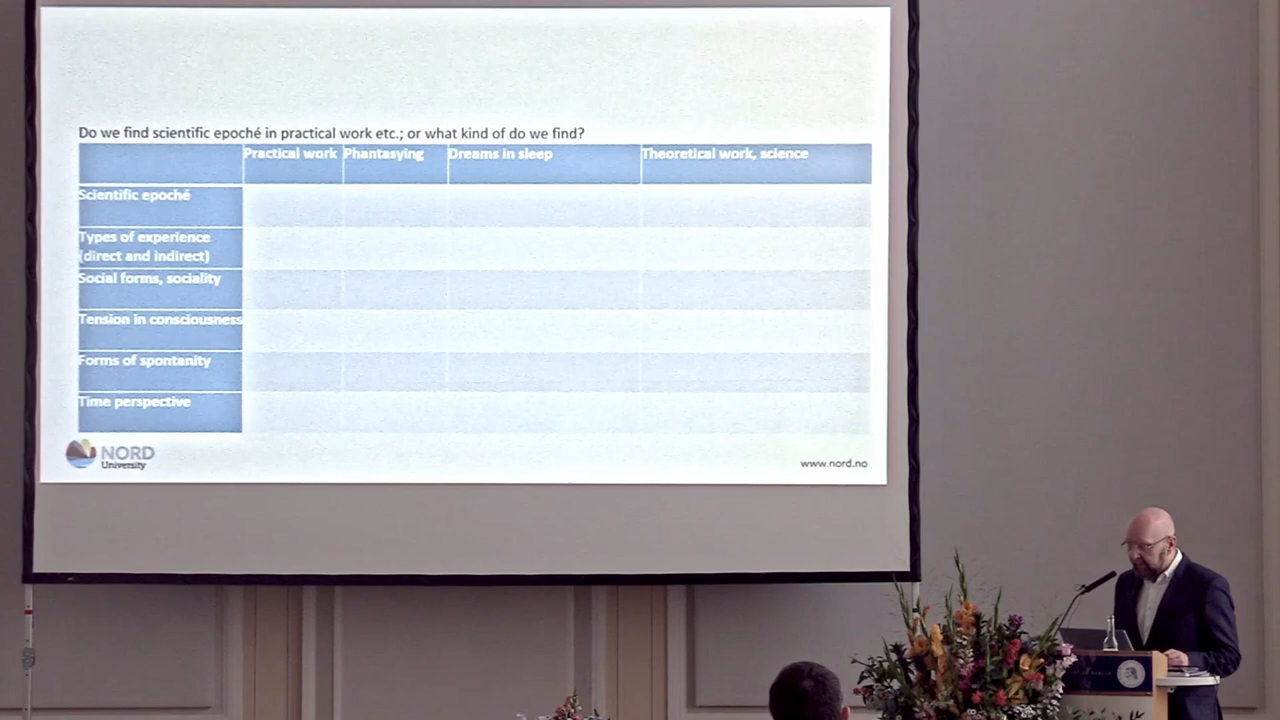 Do we find scientific epoché in practical work etc.; or what kind of do we find?
Practical work Phantasying Dreams in sleep Theoretical work, science
Scientific epoché
Types of experience
(direct and indirect)
Social forms, sociality
Tension in consciousness
Forms of spontanity
Time perspective
NORD
University
www.nord.no